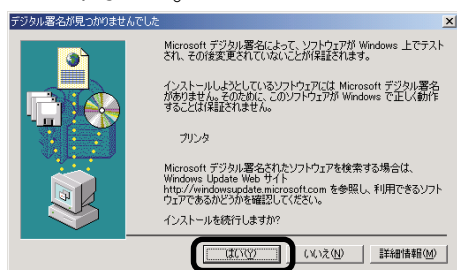 デジタル署名が見つかりませんでした
Microsoft デジタル署名によって、ソフトウェアが Windows 上でテスト
され、その後変更されていないことが保証されます。
インストールしようとしているソフトウェアには Microsoft デジタル署名
がありません。そのために、このソフトウェアが Windows で正しく動作
することは保証されません。
プリンタ
Microsoft デジタル署名されたソフトウェアを検索する場合は、
Windows Update Web サイト
http://windowsupdate.microsoft.com を参照し、利用できるソフト
ウェアであるかどうかを確認してください。
インストールを続行しますか?
はい(Y) いいえ(N) 詳細情報(M)